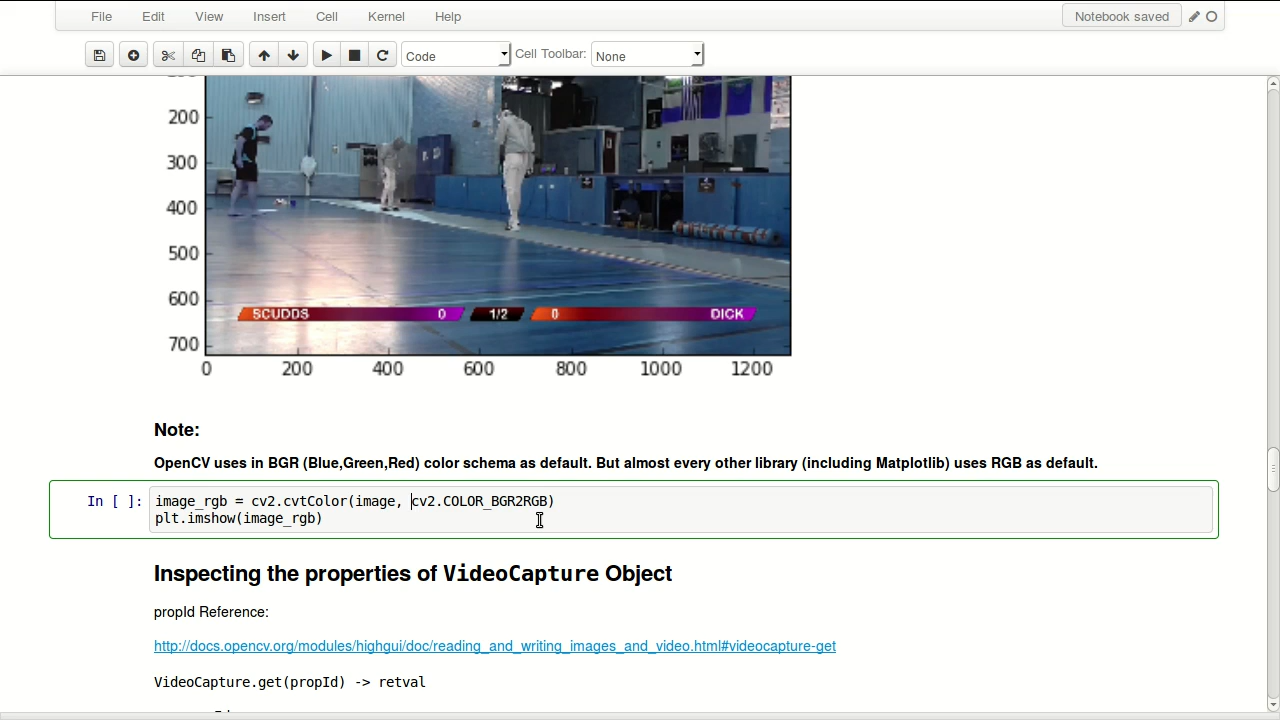 File Edit View Insert Cell Kernel Help Notebook saved
Code Cell Toolbar: None
200
300
400
500
600
700
SCUDDS 0 1/2 0 DICK
0 200 400 600 800 1000 1200
Note:
OpenCV uses in BGR (Blue,Green,Red) color schema as default. But almost every other library (including Matplotlib) uses RGB as default.
In [ ]: image_rgb = cv2.cvtColor(image, cv2.COLOR_BGR2RGB)
plt.imshow(image_rgb)
Inspecting the properties of VideoCapture Object
propId Reference:
http://docs.opencv.org/modules/highgui/doc/reading_and_writing_images_and_video.html#videocapture-get
VideoCapture.get(propId) -> retval